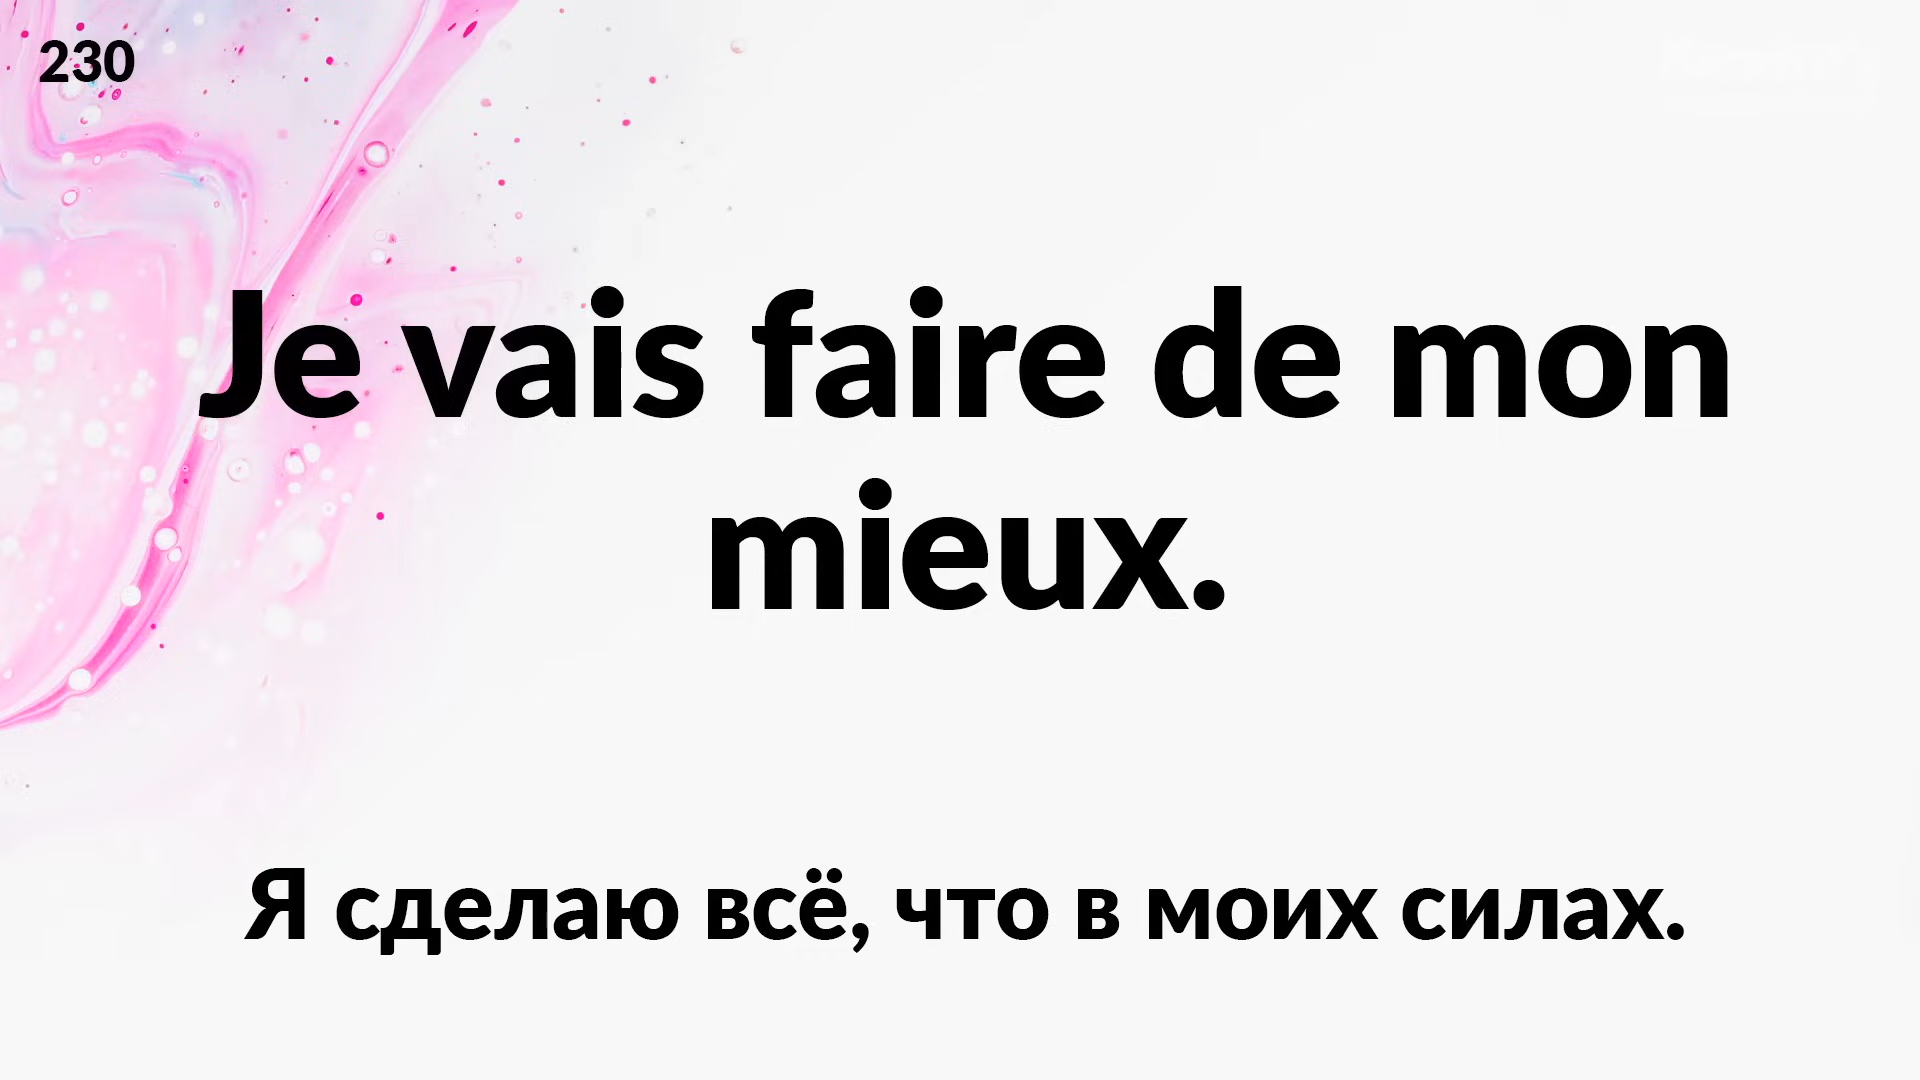 230
Je vais faire de mon
mieux.
Я сделаю всё, что в моих силах.